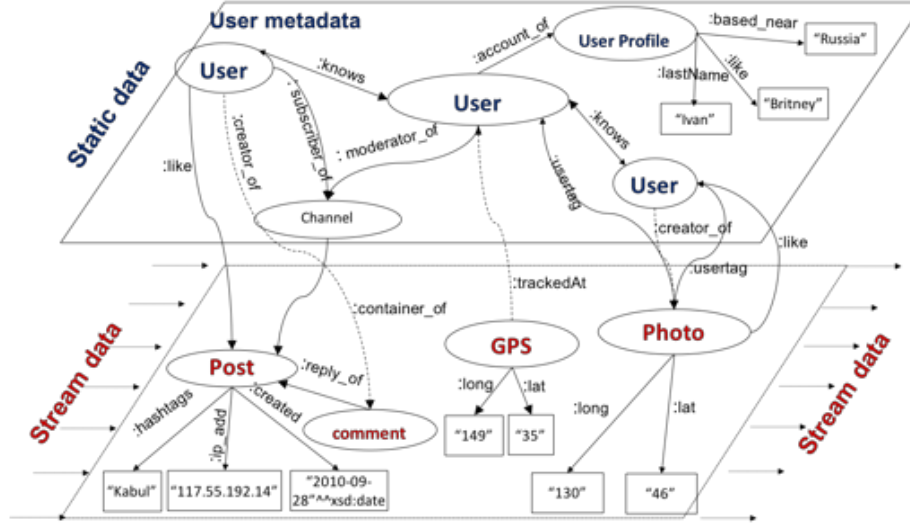 User metadata
:based_near
:account_of
User Profile
"Russia"
User
:knows
:lastName
:like
Static data
:subscriber_of
User
"Ivan"
"Britney"
:creator_of
: moderator_of
:knows
:like
:usertag
User
Channel
:creator_of
:like
:usertag
:trackedAt
:container_of
Stream data
Post
GPS
Photo
Stream data
:reply_of
:hashtags
:ip_add
:created
comment
:long
:lat
:long
:lat
"149"
"35"
"Kabul"
"117.55.192.14"
"2010-09-
28"^^xsd:date
"130"
"46"